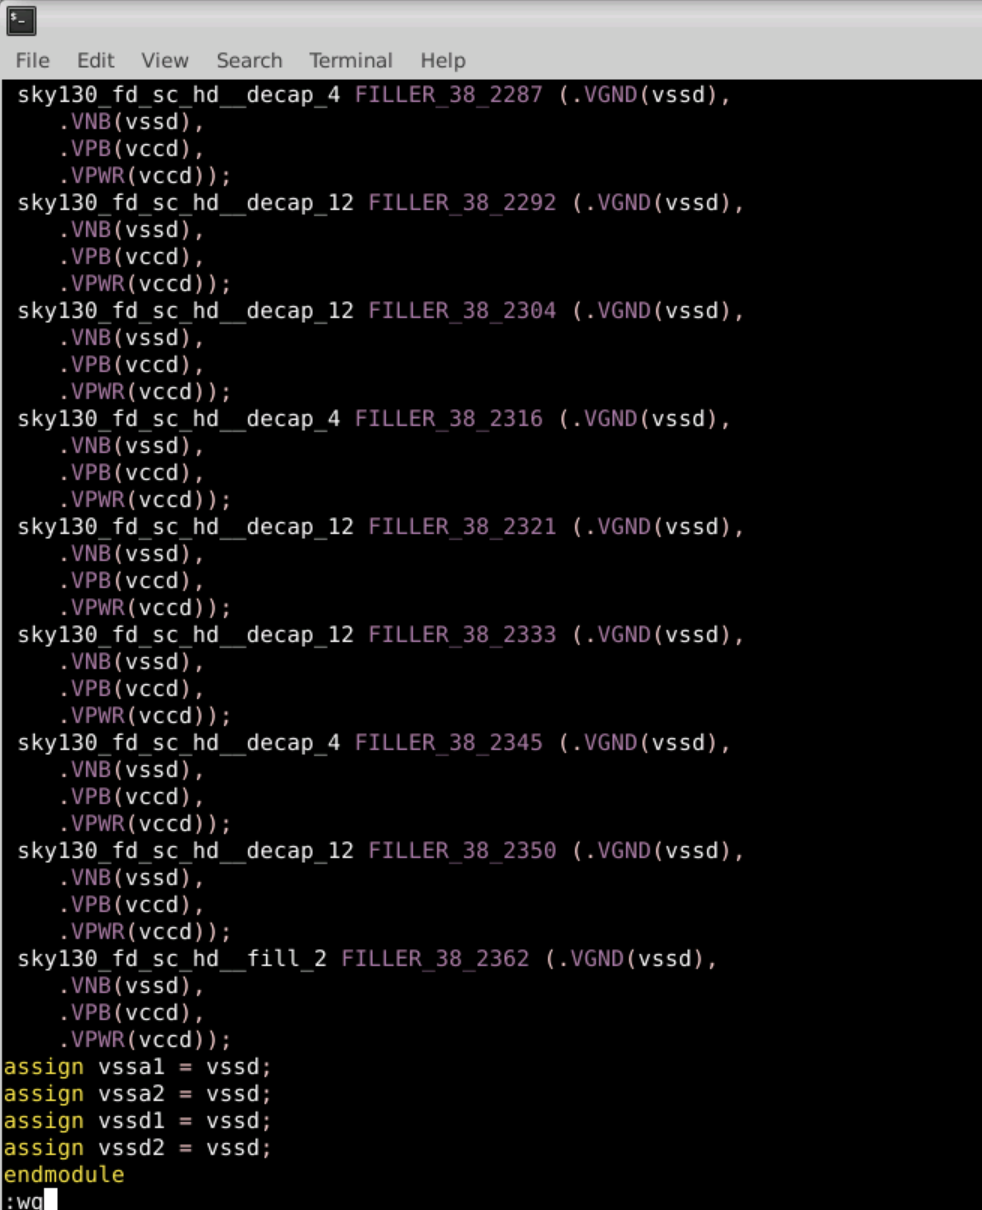 $_
File Edit View Search Terminal Help
sky130_fd_sc_hd__decap_4 FILLER_38_2287 (.VGND(vssd),
.VNB(vssd),
.VPB(vccd),
.VPWR(vccd));
sky130_fd_sc_hd__decap_12 FILLER_38_2292 (.VGND(vssd),
.VNB(vssd),
.VPB(vccd),
.VPWR(vccd));
sky130_fd_sc_hd__decap_12 FILLER_38_2304 (.VGND(vssd),
.VNB(vssd),
.VPB(vccd),
.VPWR(vccd));
sky130_fd_sc_hd__decap_4 FILLER_38_2316 (.VGND(vssd),
.VNB(vssd),
.VPB(vccd),
.VPWR(vccd));
sky130_fd_sc_hd__decap_12 FILLER_38_2321 (.VGND(vssd),
.VNB(vssd),
.VPB(vccd),
.VPWR(vccd));
sky130_fd_sc_hd__decap_12 FILLER_38_2333 (.VGND(vssd),
.VNB(vssd),
.VPB(vccd),
.VPWR(vccd));
sky130_fd_sc_hd__decap_4 FILLER_38_2345 (.VGND(vssd),
.VNB(vssd),
.VPB(vccd),
.VPWR(vccd));
sky130_fd_sc_hd__decap_12 FILLER_38_2350 (.VGND(vssd),
.VNB(vssd),
.VPB(vccd),
.VPWR(vccd));
sky130_fd_sc_hd__fill_2 FILLER_38_2362 (.VGND(vssd),
.VNB(vssd),
.VPB(vccd),
.VPWR(vccd));
assign vssa1 = vssd;
assign vssa2 = vssd;
assign vssd1 = vssd;
assign vssd2 = vssd;
endmodule
:wq